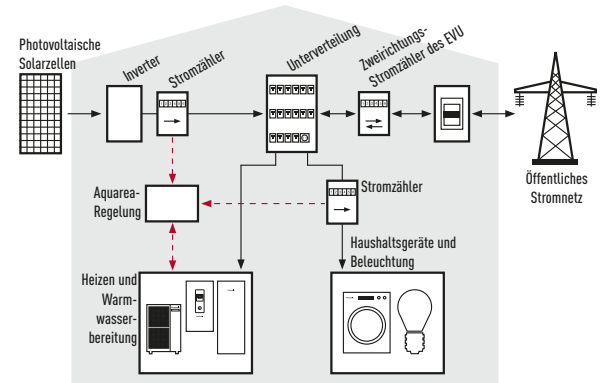 Photovoltaische
Solarzellen
Inverter
Stromzähler
Unterverteilung
Zweirichtungs-
Stromzähler des EVU
Öffentliches
Stromnetz
Aquarea-
Regelung
Stromzähler
Haushaltsgeräte und
Beleuchtung
Heizen und
Warm-
wasser-
bereitung